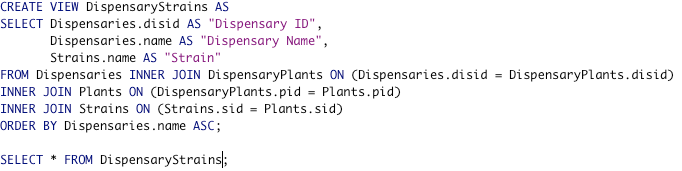 CREATE VIEW DispensaryStrains AS
SELECT Dispensaries.disid AS "Dispensary ID",
Dispensaries.name AS "Dispensary Name",
Strains.name AS "Strain"
FROM Dispensaries INNER JOIN DispensaryPlants ON (Dispensaries.disid = DispensaryPlants.disid)
INNER JOIN Plants ON (DispensaryPlants.pid = Plants.pid)
INNER JOIN Strains ON (Strains.sid = Plants.sid)
ORDER BY Dispensaries.name ASC;
SELECT * FROM DispensaryStrains;